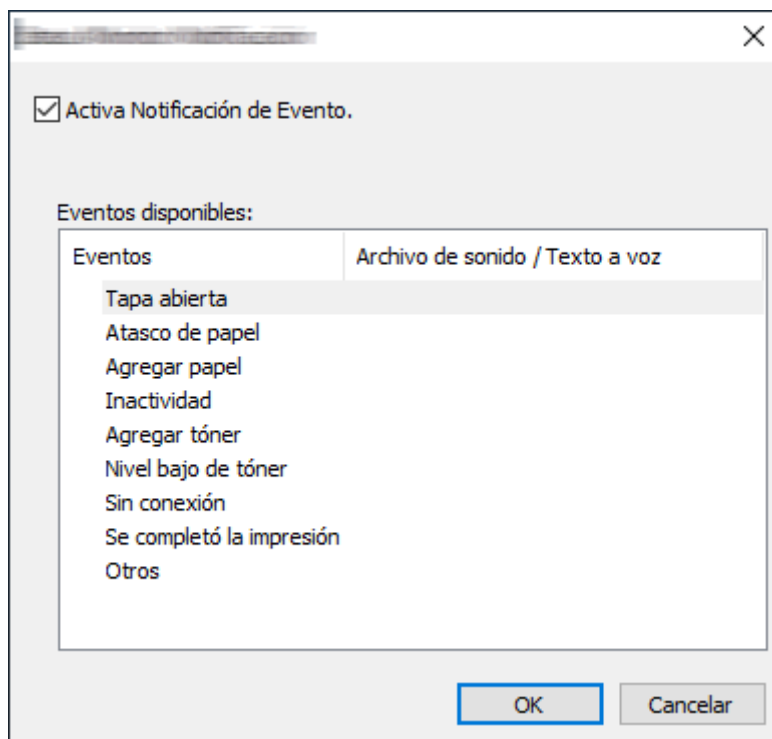 Activa Notificación de Evento.
Eventos disponibles:
Eventos Archivo de sonido / Texto a voz
Tapa abierta
Atasco de papel
Agregar papel
Inactividad
Agregar tóner
Nivel bajo de tóner
Sin conexión
Se completó la impresión
Otros
OK Cancelar